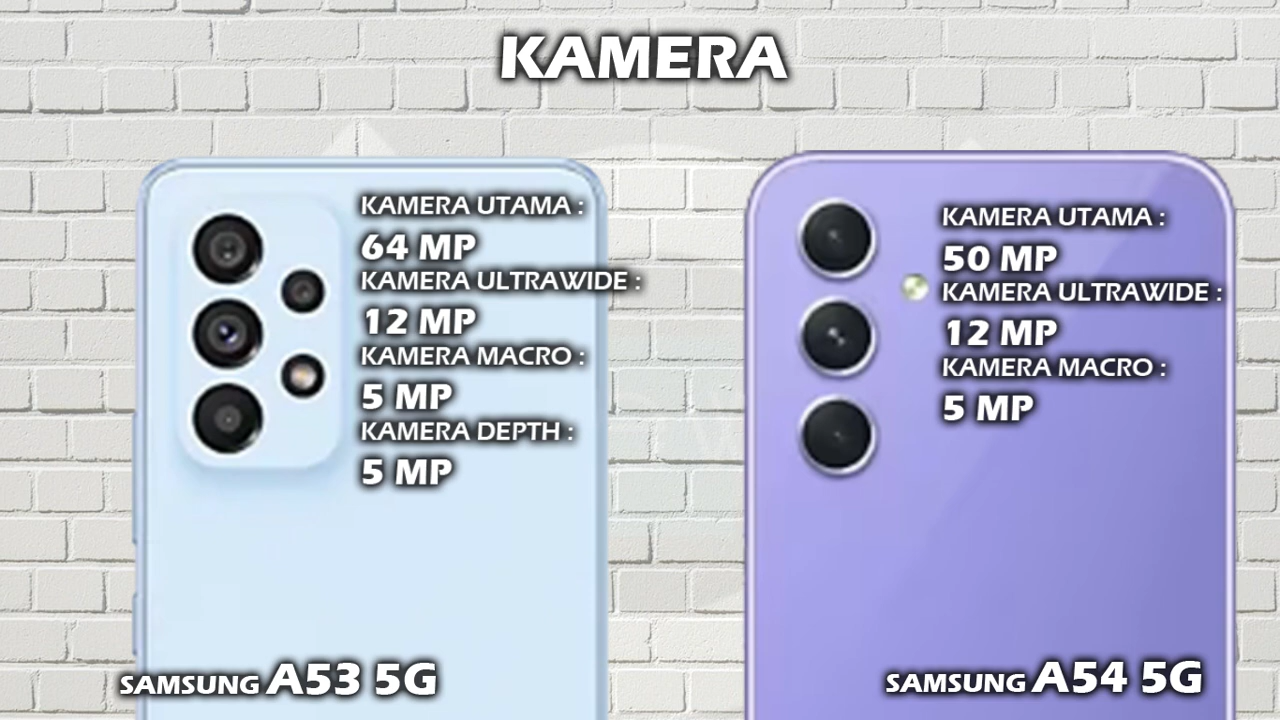 KAMERA
KAMERA UTAMA :
64 MP
KAMERA ULTRAWIDE :
12 MP
KAMERA MACRO :
5 MP
KAMERA DEPTH :
5 MP
SAMSUNG A53 5G
KAMERA UTAMA :
50 MP
KAMERA ULTRAWIDE :
12 MP
KAMERA MACRO :
5 MP
SAMSUNG A54 5G